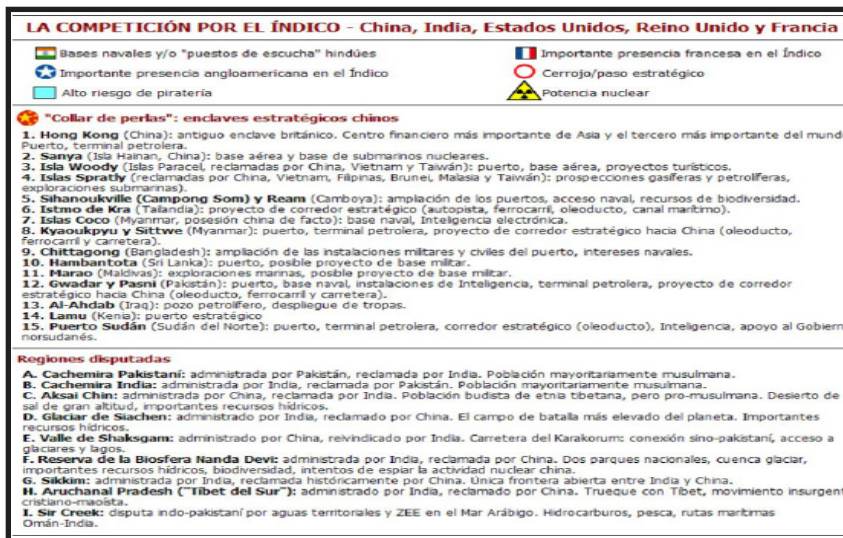 LA COMPETICIÓN POR EL ÍNDICO - China, India, Estados Unidos, Reino Unido y Francia
Bases navales y/o "puestos de escucha" hindúes
Importante presencia francesa en el Índico
Importante presencia angloamericana en el Índico
Cerrojo/paso estratégico
Alto riesgo de piratería
Potencia nuclear
"Collar de perlas": enclaves estratégicos chinos
1. Hong Kong (China): antiguo enclave británico. Centro financiero más importante de Asia y el tercero más importante del mund
Puerto, terminal petrolera.
2. Sanya (Isla Hainan, China): base aérea y base de submarinos nucleares.
3. Isla Woody (Islas Paracel, reclamadas por China, Vietnam y Taiwán): puerto, base aérea, proyectos turísticos.
4. Islas Spratly (reclamadas por China, Vietnam, Filipinas, Brunei, Malasia y Taiwán): prospecciones gasíferas y petrolíferas,
exploraciones submarinas).
5. Sihanoukville (Campong Som) y Ream (Camboya): ampliación de los puertos, acceso naval, recursos de biodiversidad.
6. Istmo de Kra (Tailandia): proyecto de corredor estratégico (autopista, ferrocarril, oleoducto, canal marítimo).
7. Islas Coco (Myanmar, posesión china de facto): base naval, Inteligencia electrónica.
8. Kyaoukpyu y Sittwe (Myanmar): puerto, terminal petrolera, proyecto de corredor estratégico hacia China (oleoducto,
ferrocarril y carretera).
9. Chittagong (Bangladesh): ampliación de las instalaciones militares y civiles del puerto, intereses navales.
10. Hambantota (Sri Lanka): puerto, posible proyecto de base militar.
11. Marao (Maldivas): exploraciones marinas, posible proyecto de base militar.
12. Gwadar y Pasni (Pakistán): puerto, base naval, instalaciones de Inteligencia, terminal petrolera, proyecto de corredor
estratégico hacia China (oleoducto, ferrocarril y carretera).
13. Al-Ahdab (Iraq): pozo petrolífero, despliegue de tropas.
14. Lamu (Kenia): puerto estratégico
15. Puerto Sudán (Sudán del Norte): puerto, terminal petrolera, corredor estratégico (oleoducto), Inteligencia, apoyo al Gobiern
norsudanés.
Regiones disputadas
A. Cachemira Pakistaní: administrada por Pakistán, reclamada por India. Población mayoritariamente musulmana.
B. Cachemira India: administrada por India, reclamada por Pakistán. Población mayoritariamente musulmana.
C. Aksai Chin: administrada por China, reclamada por India. Población budista de etnia tibetana, pero pro-musulmana. Desierto de
sal de gran altitud, importantes recursos hídricos.
D. Glaciar de Siachen: administrado por India, reclamado por China. El campo de batalla más elevado del planeta. Importantes
recursos hídricos.
E. Valle de Shaksgam: administrado por China, reivindicado por India. Carretera del Karakorum: conexión sino-pakistaní, acceso a
glaciares y lagos.
F. Reserva de la Biosfera Nanda Devi: administrada por India, reclamada por China. Dos parques nacionales, cuenca glaciar,
importantes recursos hídricos, biodiversidad, intentos de espiar la actividad nuclear china.
G. Sikkim: administrada por India, reclamada históricamente por China. Única frontera abierta entre India y China.
H. Aruchanal Pradesh ("Tíbet del Sur"): administrado por India, reclamado por China. Trueque con Tíbet, movimiento insurgent
cristiano-maoísta.
I. Sir Creek: disputa indo-pakistaní por aguas territoriales y ZEE en el Mar Arábigo. Hidrocarburos, pesca, rutas marítimas
Omán-India.